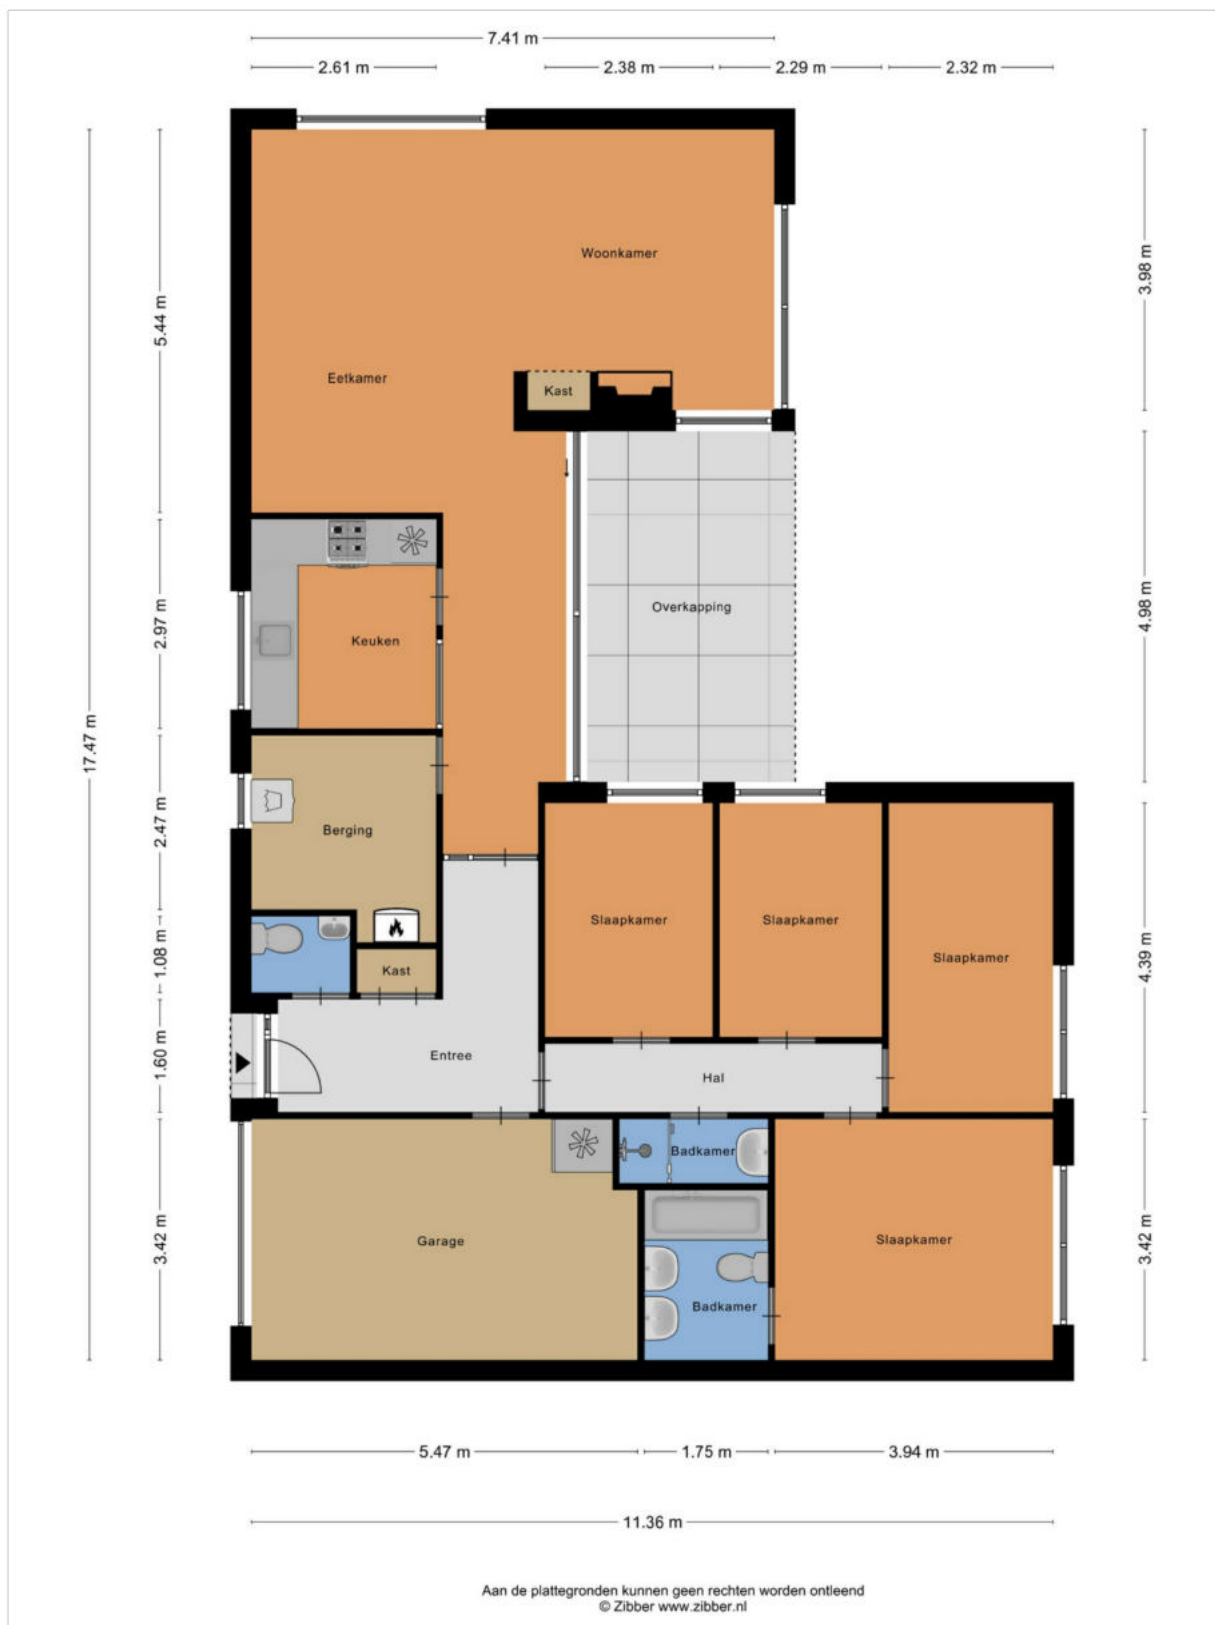 7.41 m
2.61 m
2.38 m
2.29 m
2.32 m
17.47 m
5.44 m
2.97 m
2.47 m
1.08 m
1.60 m
3.42 m
3.98 m
4.98 m
4.39 m
3.42 m
Woonkamer
Eetkamer
Kast
Overkapping
Keuken
Berging
Slaapkamer
Slaapkamer
Slaapkamer
Kast
Entree
Hal
Badkamer
Garage
Slaapkamer
Badkamer
5.47 m
1.75 m
3.94 m
11.36 m
Aan de plattegronden kunnen geen rechten worden ontleend
© Zibber www.zibber.nl